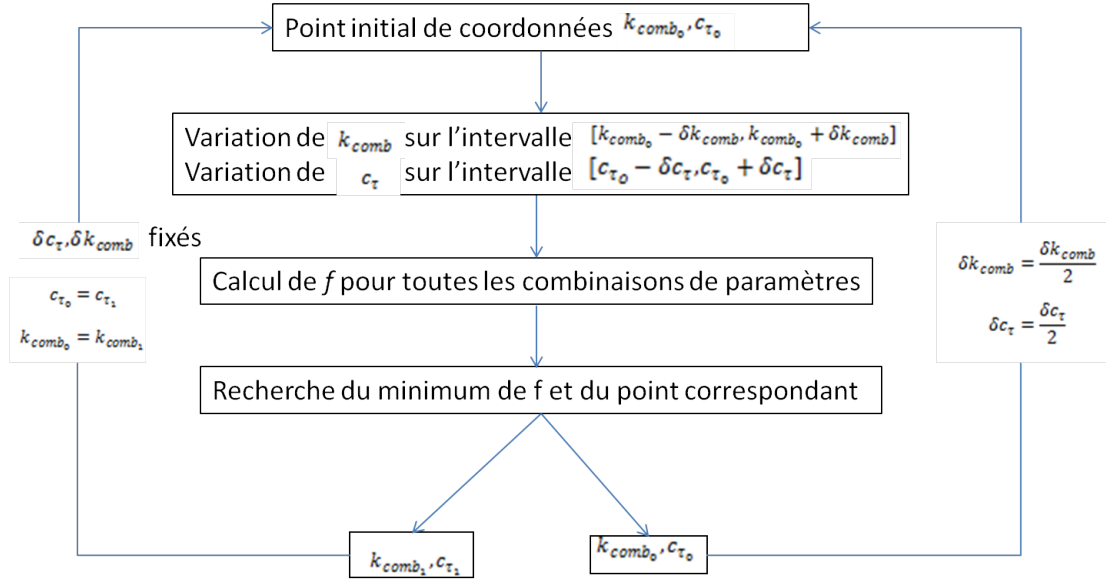 Point initial de coordonnées k_comb₀, c_τ₀
Variation de k_comb sur l'intervalle [k_comb₀ − δk_comb, k_comb₀ + δk_comb]
Variation de c_τ sur l'intervalle [c_τ₀ − δc_τ, c_τ₀ + δc_τ]
δc_τ, δk_comb fixés
c_τ₀ = c_τ₁
k_comb₀ = k_comb₁
Calcul de f pour toutes les combinaisons de paramètres
δk_comb = δk_comb/2
δc_τ = δc_τ/2
Recherche du minimum de f et du point correspondant
k_comb₁, c_τ₁
k_comb₀, c_τ₀